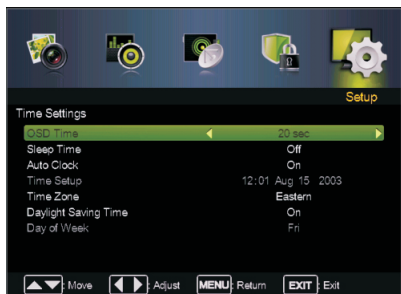 Setup
Time Settings
OSD Time 20 sec
Sleep Time Off
Auto Clock On
Time Setup 12:01 Aug 15 2003
Time Zone Eastern
Daylight Saving Time On
Day of Week Fri
: Move : Adjust MENU: Return EXIT: Exit